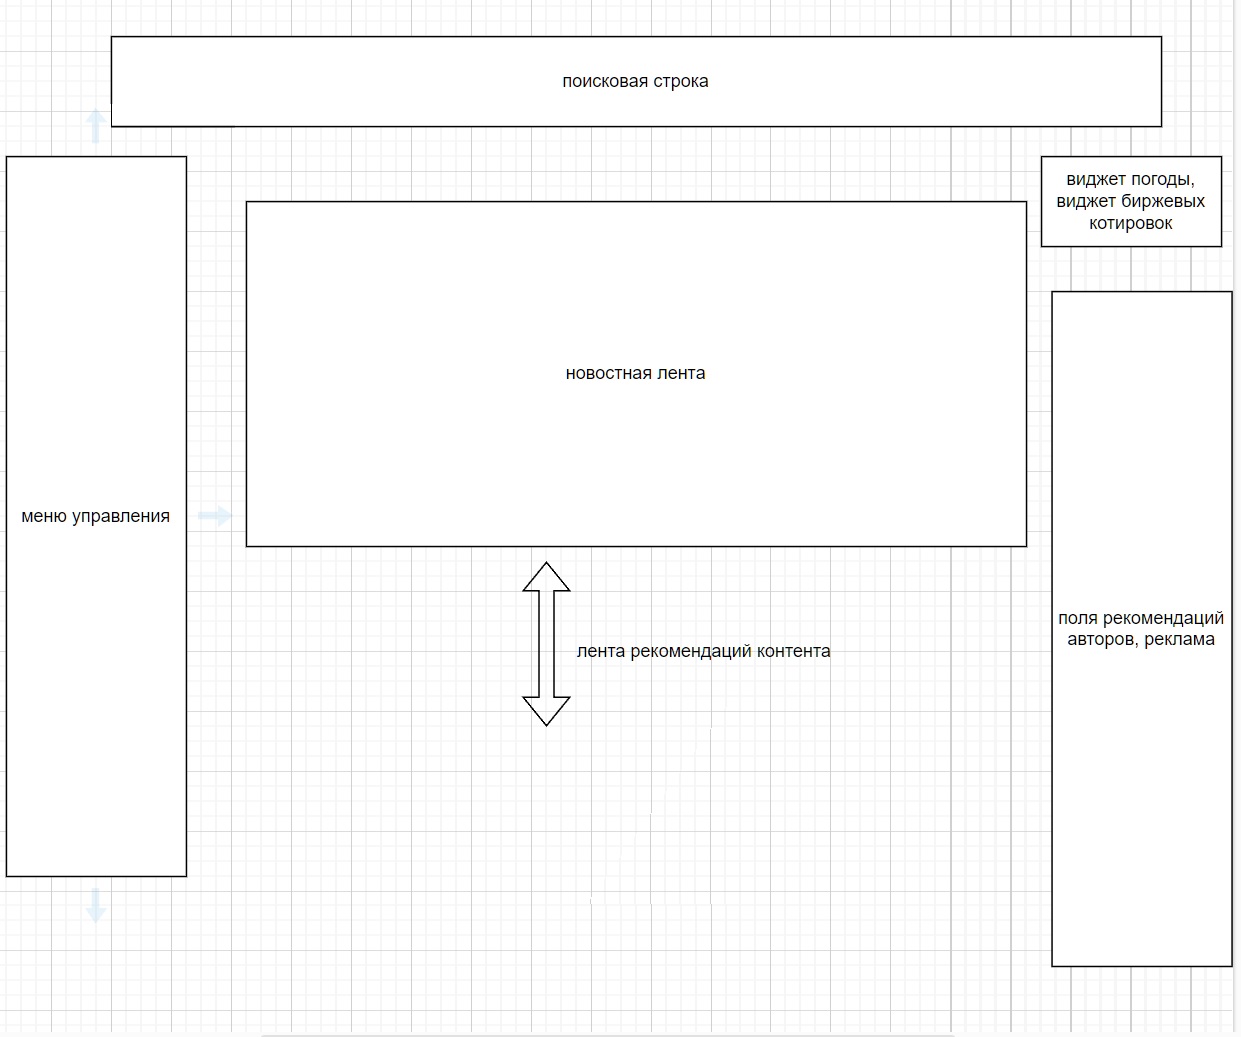 поисковая строка
виджет погоды,
виджет биржевых
котировок
новостная лента
меню управления
поля рекомендаций
авторов, реклама
лента рекомендаций контента